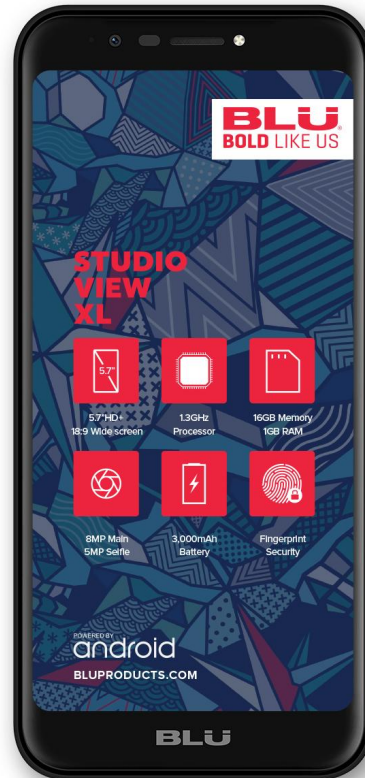 BLU
BOLD LIKE US
STUDIO
VIEW
XL
5.7"
5.7"HD+
18:9 Wide screen
1.3GHz
Processor
16GB Memory
1GB RAM
8MP Main
5MP Selfie
3,000mAh
Battery
Fingerprint
Security
POWERED BY
android
BLUPRODUCTS.COM
BLU